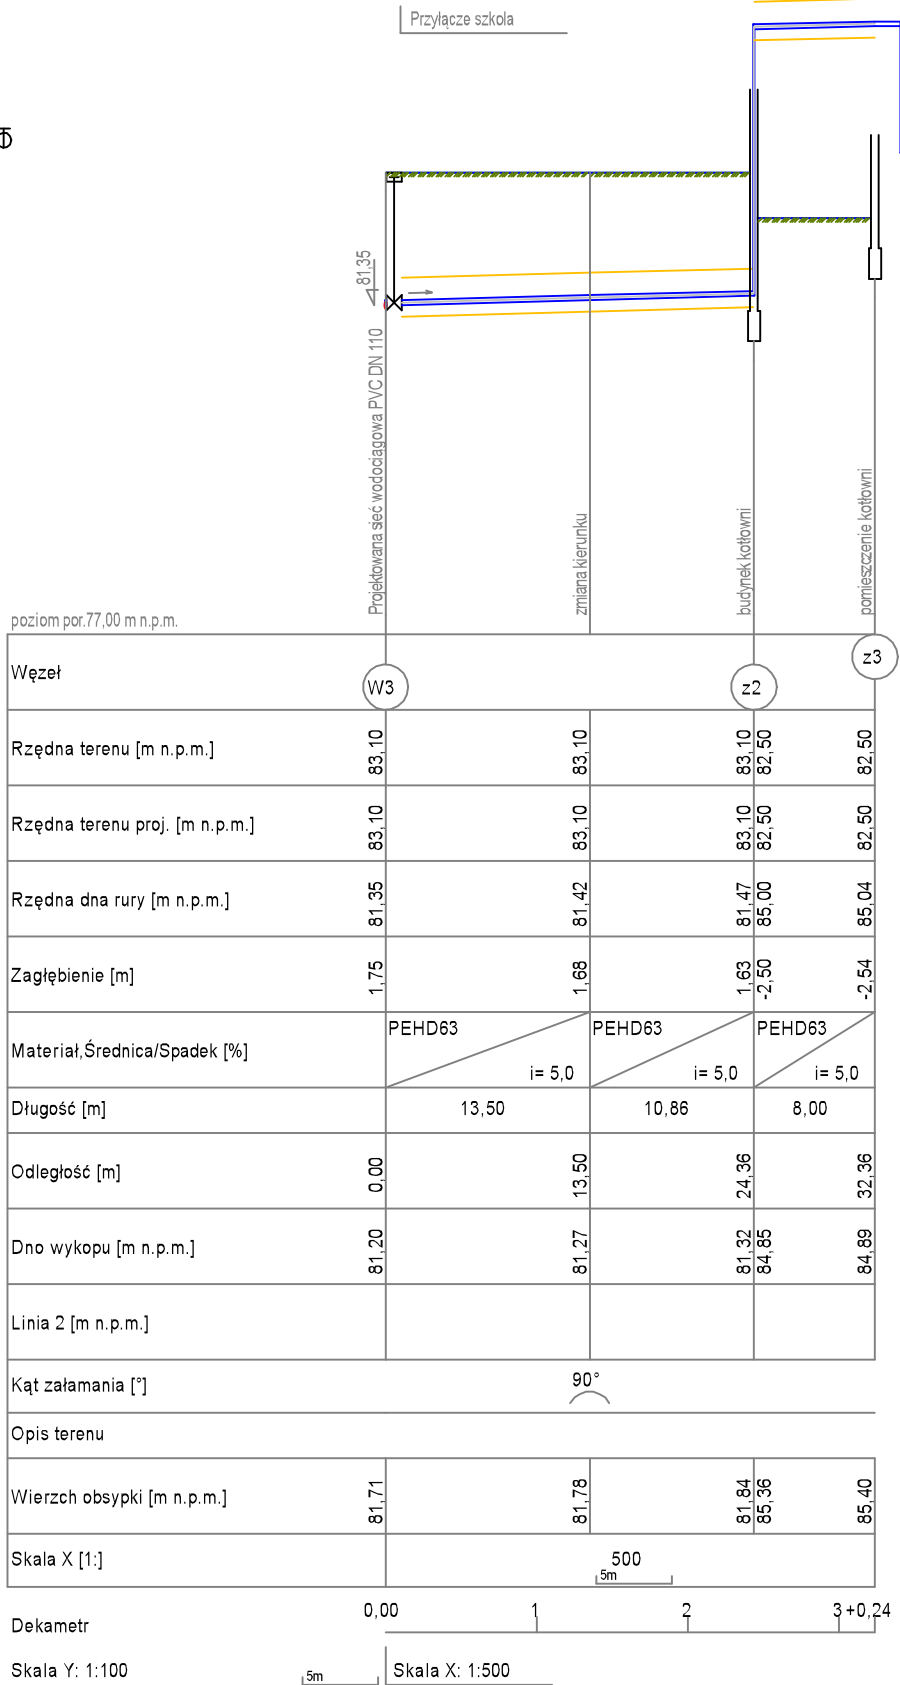 Przyłącze szkola
81,35
Projektowana sieć wodociągowa PVC DN 110
zmiana kierunku
budynek kotłowni
pomieszczenie kotłowni
poziom por.77,00 m n.p.m.
Węzeł W3 z2 z3
Rzędna terenu [m n.p.m.] 83,10 83,10 83,10 82,50 82,50
Rzędna terenu proj. [m n.p.m.] 83,10 83,10 83,10 82,50 82,50
Rzędna dna rury [m n.p.m.] 81,35 81,42 81,47 85,00 85,04
Zagłębienie [m] 1,75 1,68 1,63 -2,50 -2,54
Materiał,Średnica/Spadek [%] PEHD63 i= 5,0 PEHD63 i= 5,0 PEHD63 i= 5,0
Długość [m] 13,50 10,86 8,00
Odległość [m] 0,00 13,50 24,36 32,36
Dno wykopu [m n.p.m.] 81,20 81,27 81,32 84,85 84,89
Linia 2 [m n.p.m.]
Kąt załamania [°] 90°
Opis terenu
Wierzch obsypki [m n.p.m.] 81,71 81,78 81,84 85,36 85,40
Skala X [1:] 500
5m
Dekametr 0,00 1 2 3 +0,24
Skala Y: 1:100 5m Skala X: 1:500